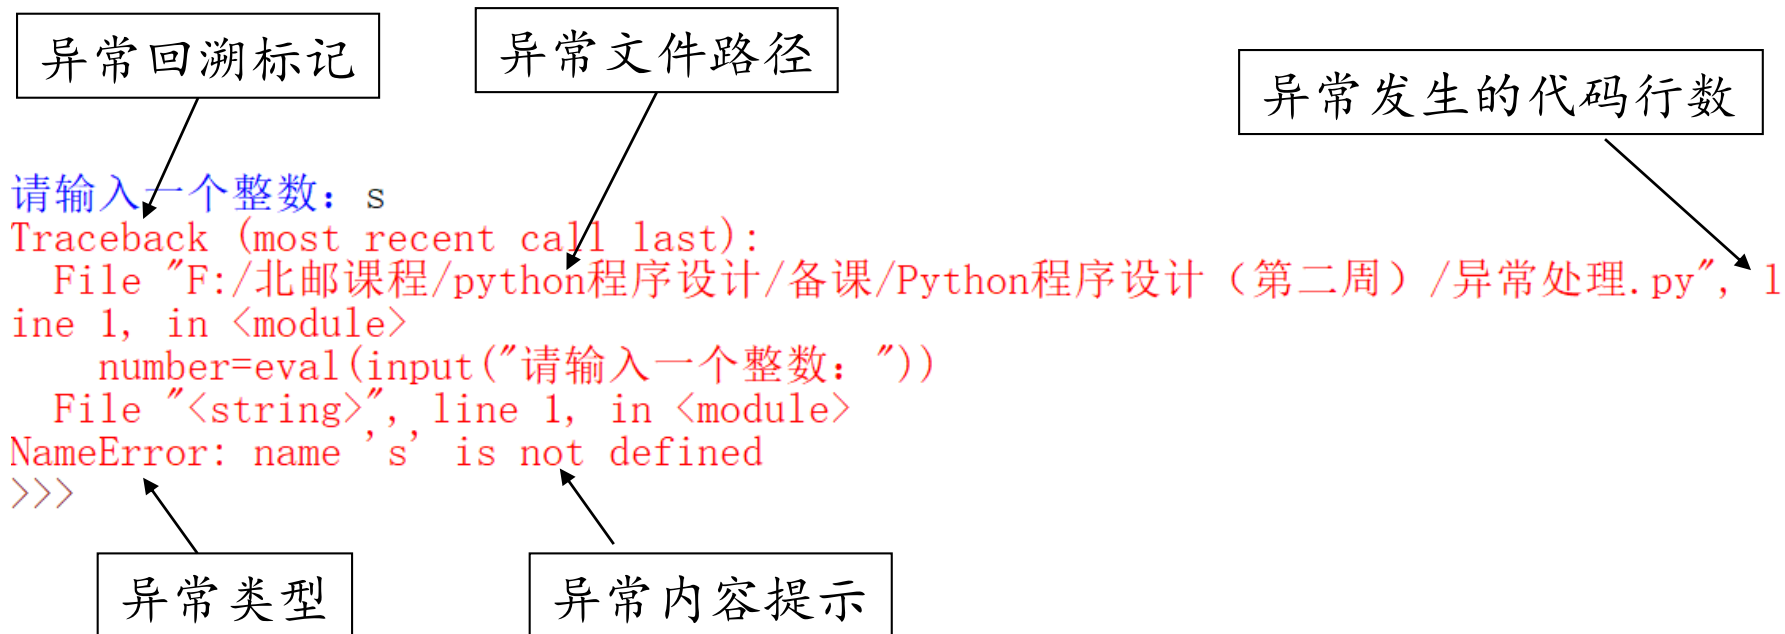 异常回溯标记
异常文件路径
异常发生的代码行数
请输入一个整数：s
Traceback (most recent call last):
  File "F:/北邮课程/python程序设计/备课/Python程序设计（第二周）/异常处理.py", l
ine 1, in <module>
    number=eval(input("请输入一个整数："))
  File "<string>", line 1, in <module>
NameError: name 's' is not defined
>>>
异常类型
异常内容提示